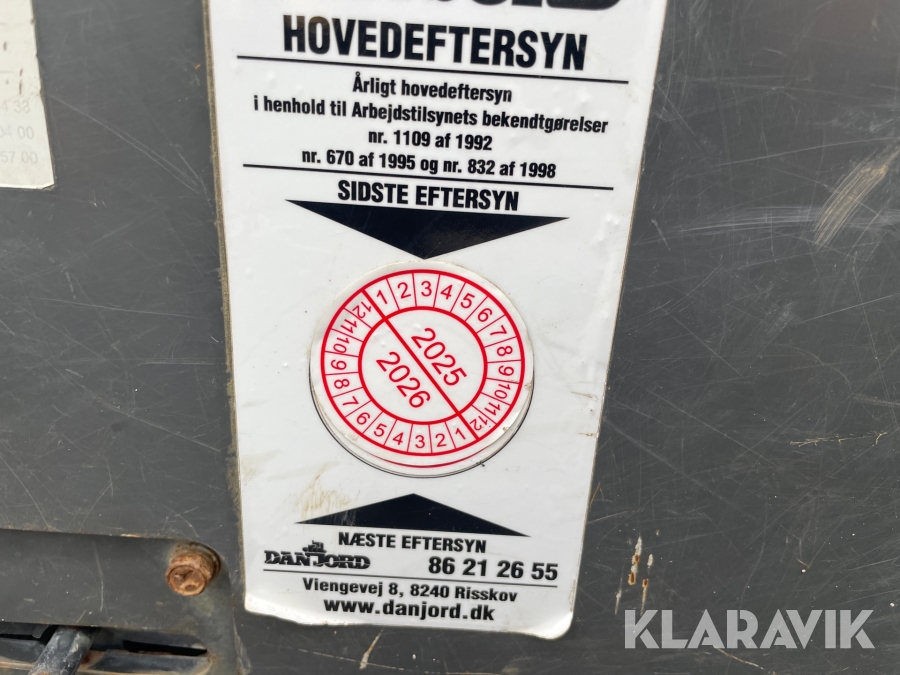 HOVEDEFTERSYN
Årligt hovedeftersyn
i henhold til Arbejdstilsynets bekendtgørelser
nr. 1109 af 1992
nr. 670 af 1995 og nr. 832 af 1998
SIDSTE EFTERSYN
1 2 3 4 5 6 7 8 9 10 11 12
2025
2026
12 11 10 9 8 7 6 5 4 3 2 1
NÆSTE EFTERSYN
DANJORD 86 21 26 55
Viengevej 8, 8240 Risskov
www.danjord.dk
KLARAVIK